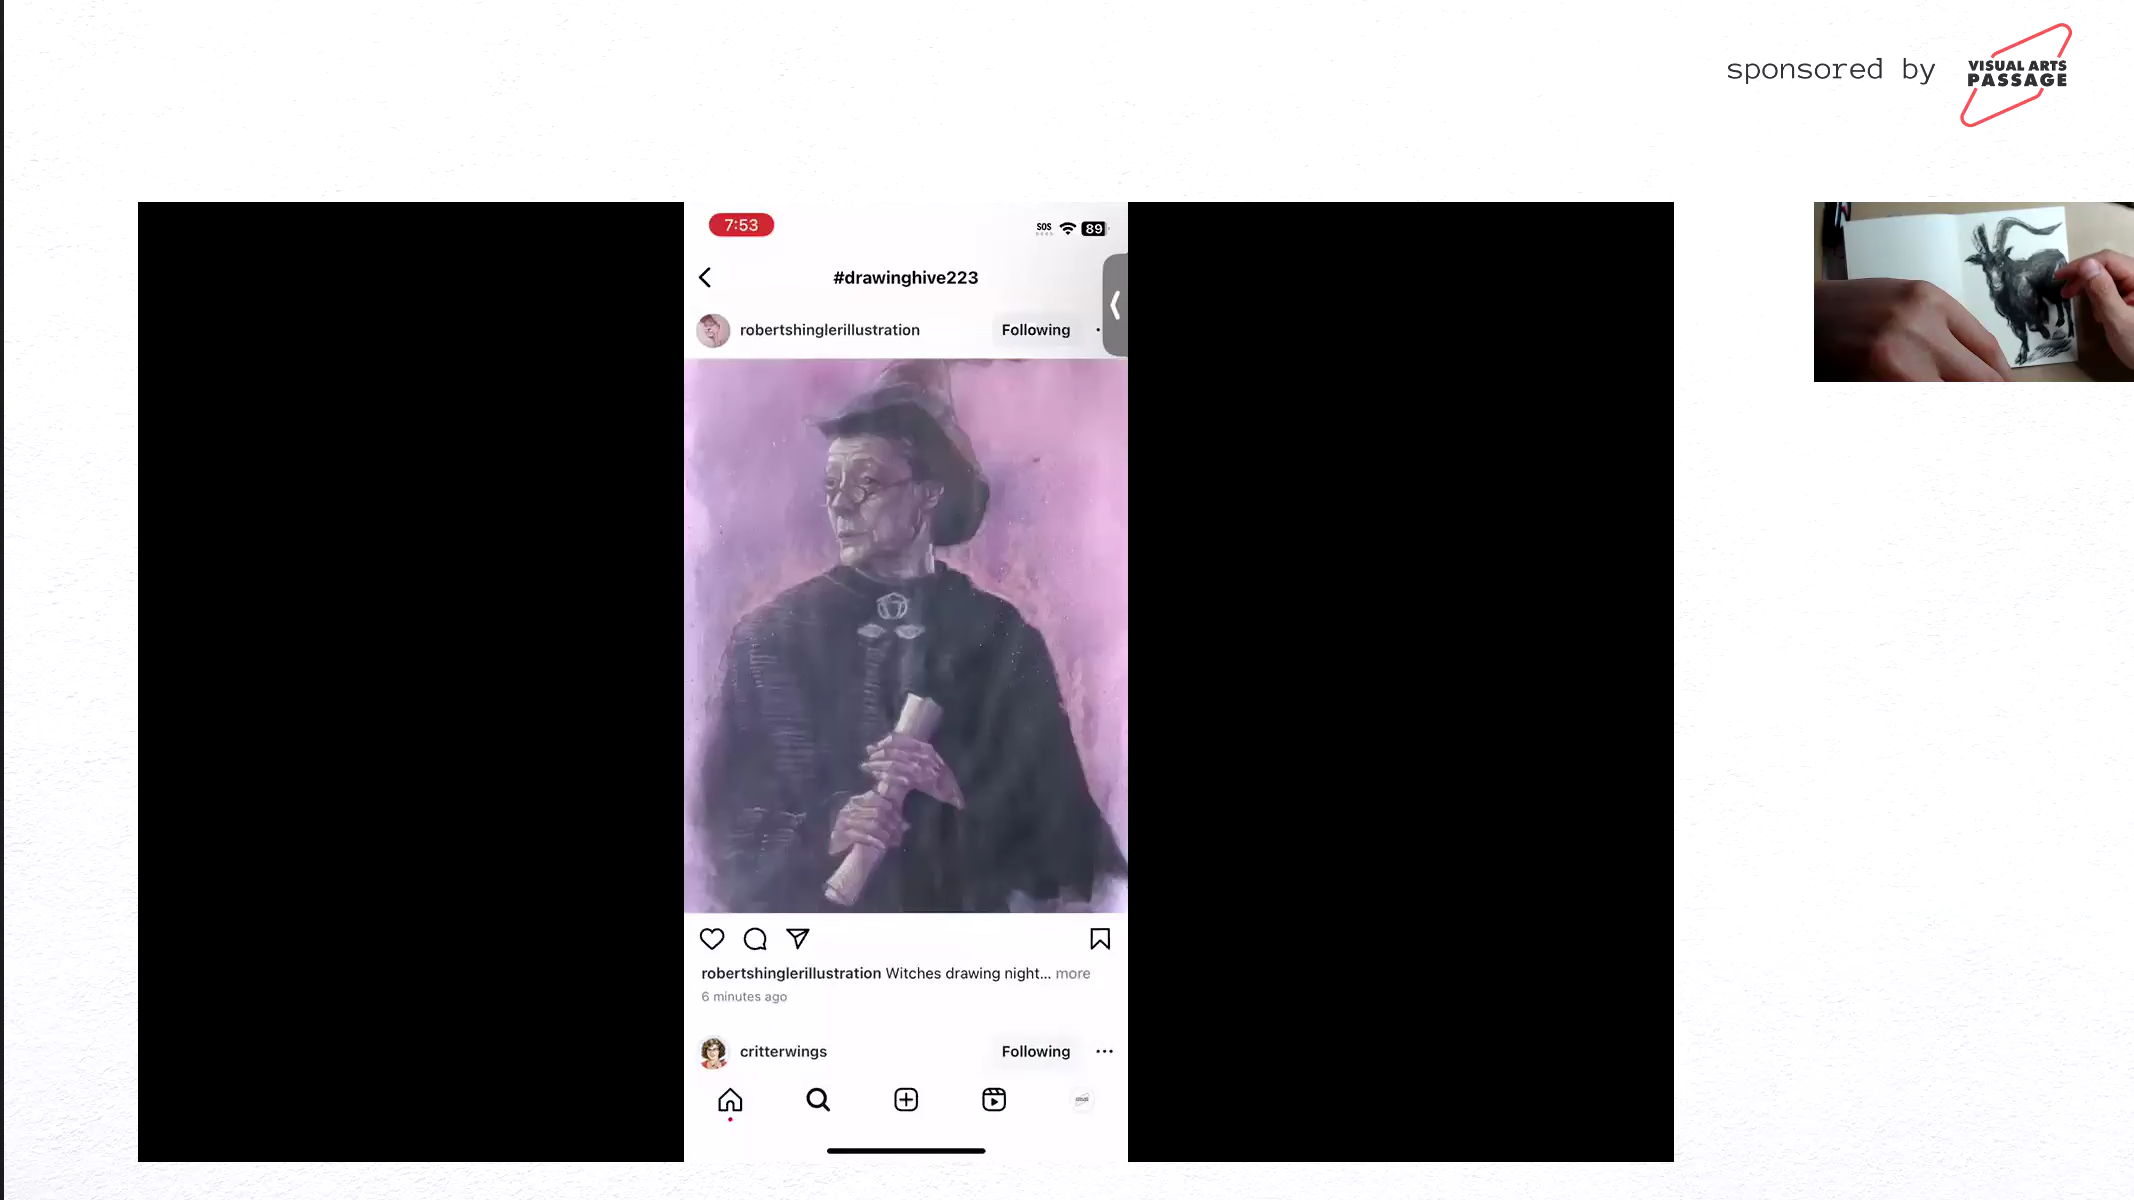 sponsored by
VISUAL ARTS
PASSAGE
7:53
SOS
89
#drawinghive223
robertshinglerillustration
Following
robertshinglerillustration Witches drawing night... more
6 minutes ago
critterwings
Following